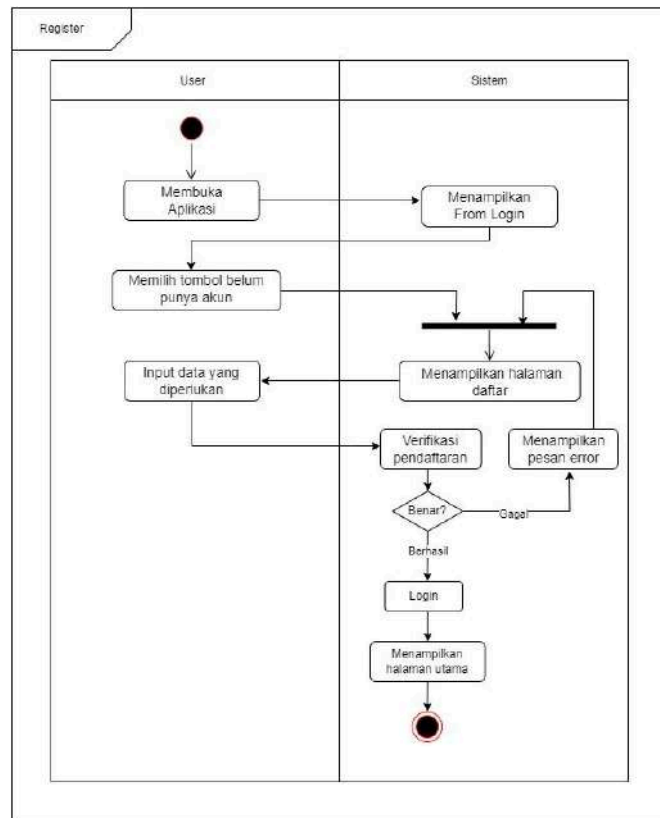 Register
User
Sistem
Membuka
Aplikasi
Menampilkan
From Login
Memilih tombol belum
punya akun
Menampilkan halaman
daftar
Input data yang
diperlukan
Verifikasi
pendaftaran
Menampilkan
pesan error
Benar?
Gagal
Berhasil
Login
Menampilkan
halaman utama